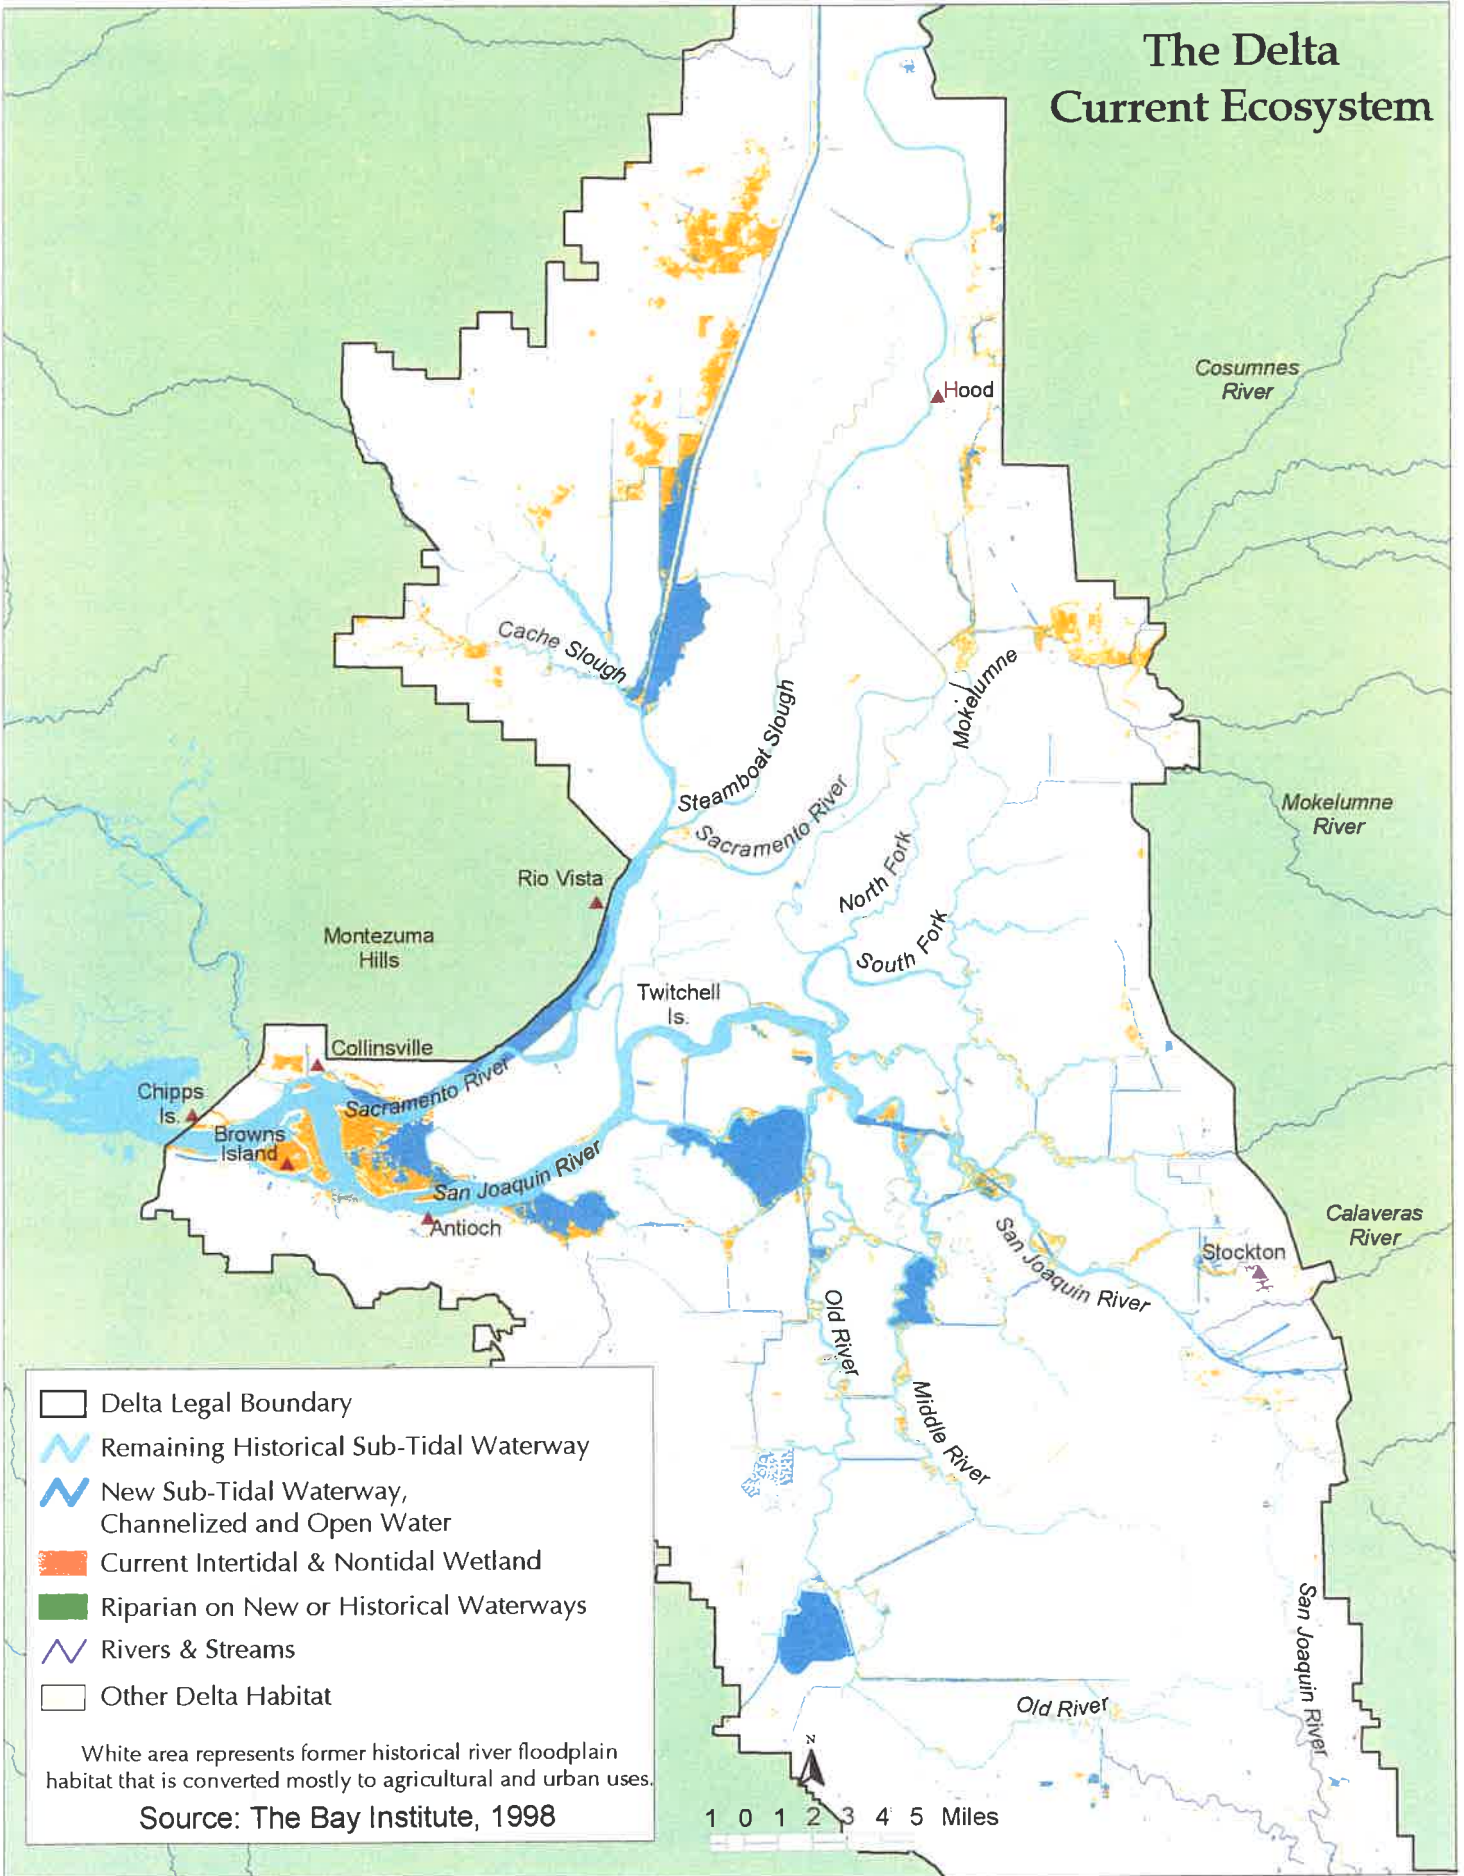 The Delta
Current Ecosystem
Cosumnes
River
Hood
Cache Slough
Mokelumne
Steamboat Slough
Sacramento River
Mokelumne
River
North Fork
Rio Vista
South Fork
Montezuma
Hills
Twitchell
Is.
Collinsville
Sacramento River
Chipps
Is.
Browns
Island
San Joaquin River
Antioch
San Joaquin River
Calaveras
River
Stockton
Old River
Middle River
Delta Legal Boundary
Remaining Historical Sub-Tidal Waterway
New Sub-Tidal Waterway,
Channelized and Open Water
Current Intertidal & Nontidal Wetland
Riparian on New or Historical Waterways
Rivers & Streams
Other Delta Habitat
White area represents former historical river floodplain
habitat that is converted mostly to agricultural and urban uses.
Source: The Bay Institute, 1998
San Joaquin River
Old River
N
1 0 1 2 3 4 5 Miles